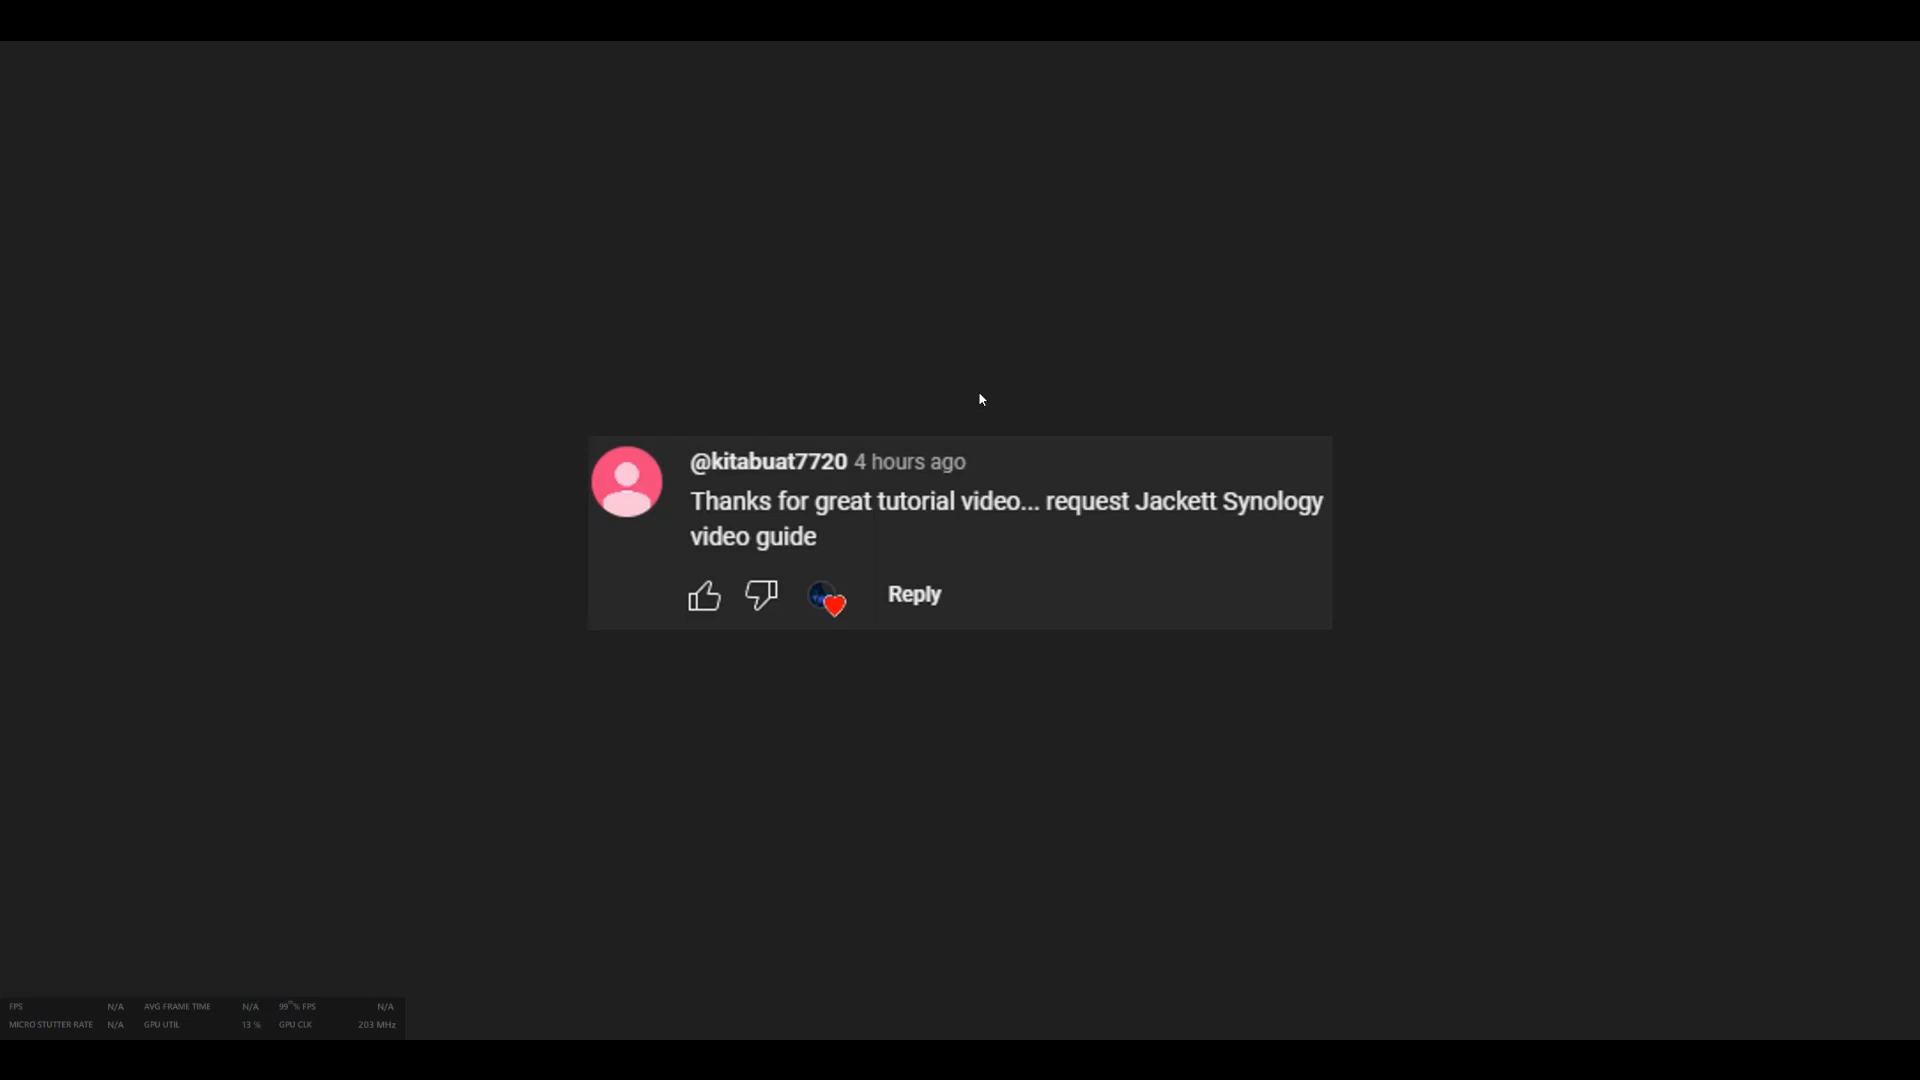 @kitabuat7720 4 hours ago
Thanks for great tutorial video... request Jackett Synology
video guide
Reply
FPS N/A AVG FRAME TIME N/A 99th% FPS N/A
MICRO STUTTER RATE N/A GPU UTIL 13 % GPU CLK 203 MHz